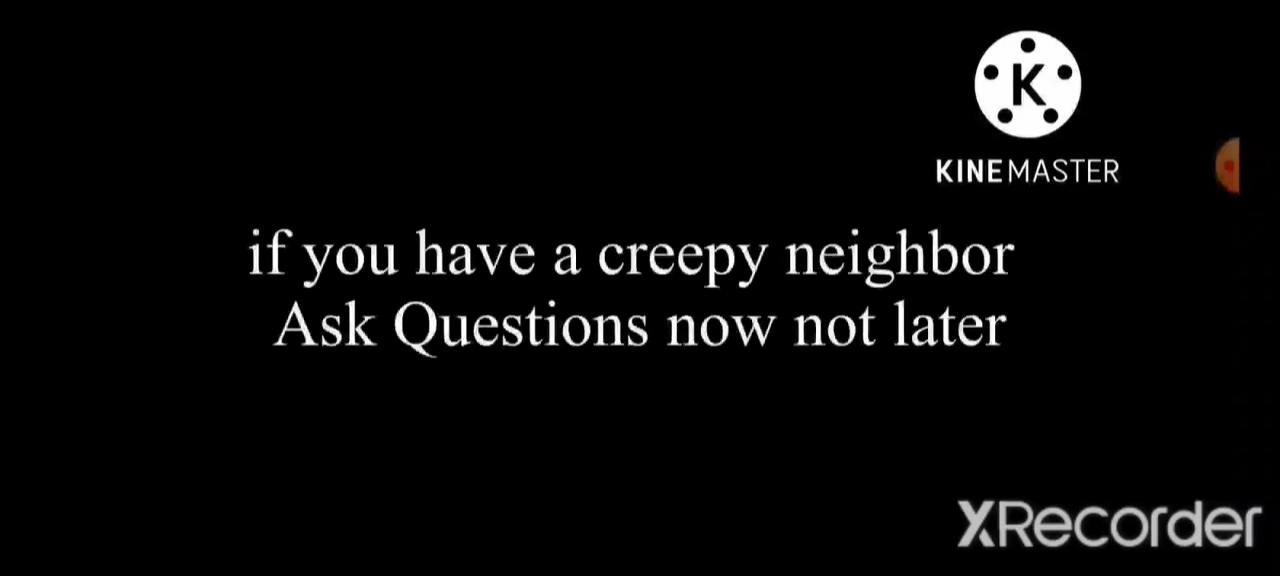 K
KINEMASTER
if you have a creepy neighbor
Ask Questions now not later
XRecorder